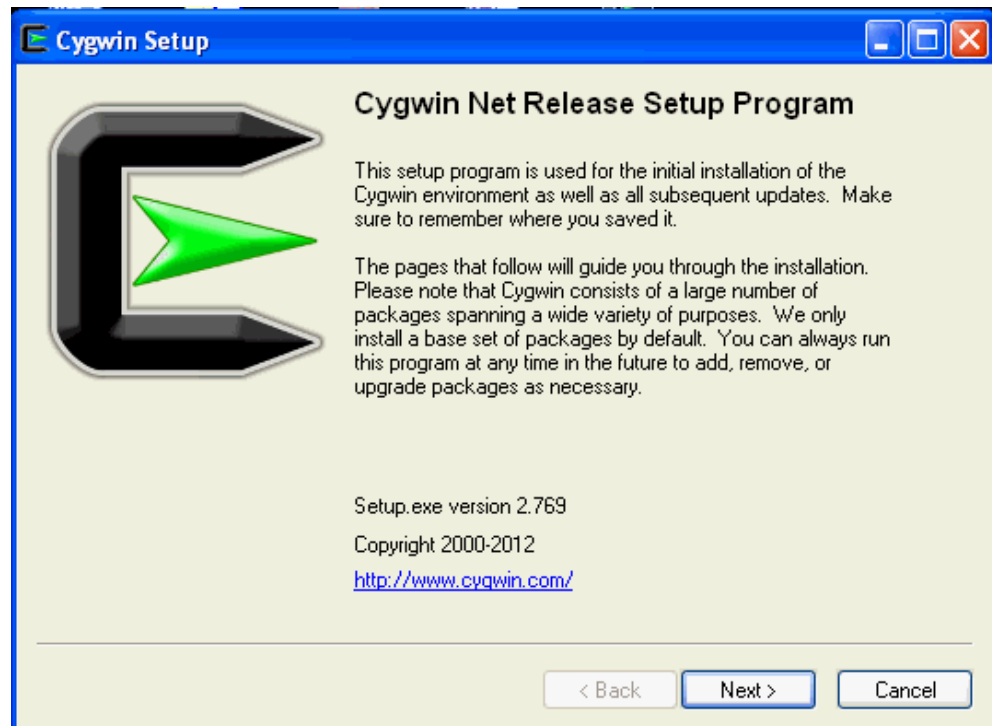 Cygwin Setup
Cygwin Net Release Setup Program
This setup program is used for the initial installation of the
Cygwin environment as well as all subsequent updates.  Make
sure to remember where you saved it.
The pages that follow will guide you through the installation.
Please note that Cygwin consists of a large number of
packages spanning a wide variety of purposes.  We only
install a base set of packages by default.  You can always run
this program at any time in the future to add, remove, or
upgrade packages as necessary.
Setup.exe version 2.769
Copyright 2000-2012
http://www.cygwin.com/
< Back
Next >
Cancel